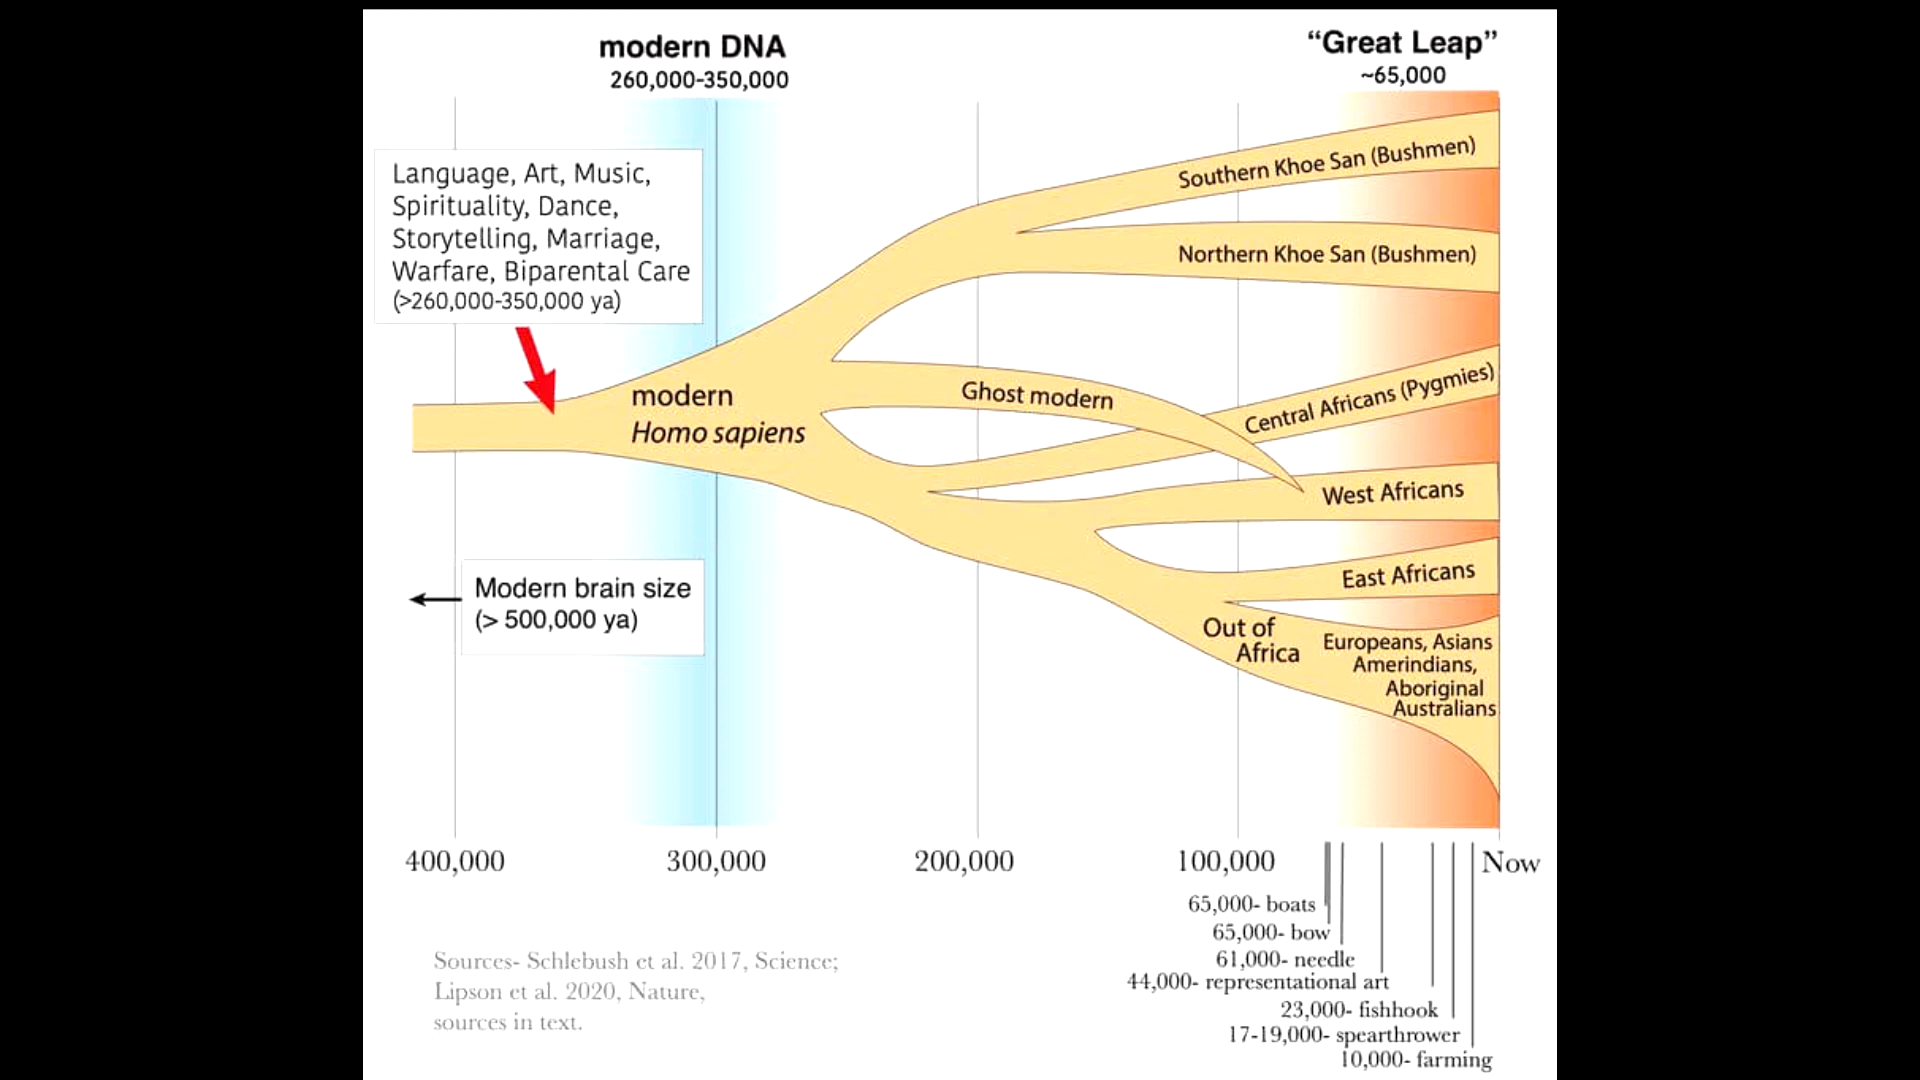 modern DNA
260,000-350,000
“Great Leap”
~65,000
Language, Art, Music,
Spirituality, Dance,
Storytelling, Marriage,
Warfare, Biparental Care
(>260,000-350,000 ya)
Southern Khoe San (Bushmen)
Northern Khoe San (Bushmen)
modern
Homo sapiens
Ghost modern
Central Africans (Pygmies)
West Africans
East Africans
Modern brain size
(> 500,000 ya)
Out of
Africa
Europeans, Asians
Amerindians,
Aboriginal
Australians
400,000
300,000
200,000
100,000
Now
65,000- boats
65,000- bow
61,000- needle
44,000- representational art
23,000- fishhook
17-19,000- spearthrower
10,000- farming
Sources- Schlebush et al. 2017, Science;
Lipson et al. 2020, Nature,
sources in text.